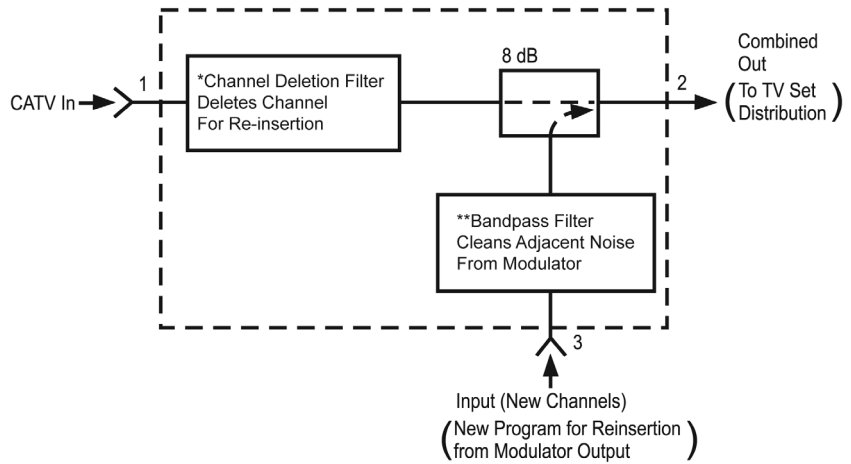 CATV In
1
*Channel Deletion Filter
Deletes Channel
For Re-insertion
8 dB
2
Combined
Out
(To TV Set
Distribution)
**Bandpass Filter
Cleans Adjacent Noise
From Modulator
3
Input (New Channels)
(New Program for Reinsertion
from Modulator Output)